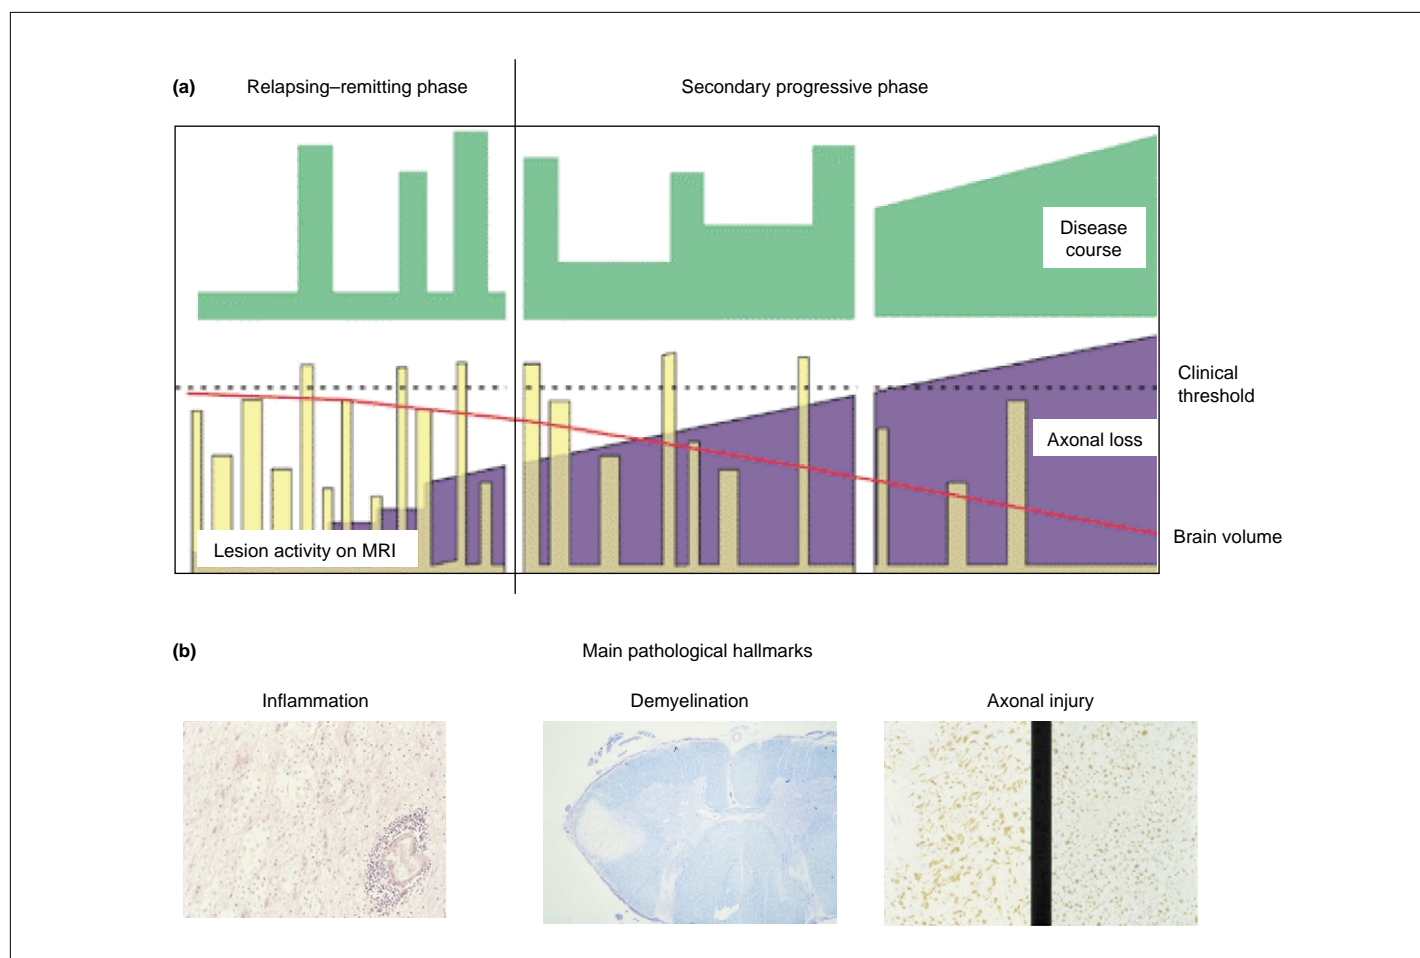 (a)
Relapsing–remitting phase
Secondary progressive phase
Disease
course
Clinical
threshold
Axonal loss
Lesion activity on MRI
Brain volume
(b)
Main pathological hallmarks
Inflammation
Demyelination
Axonal injury